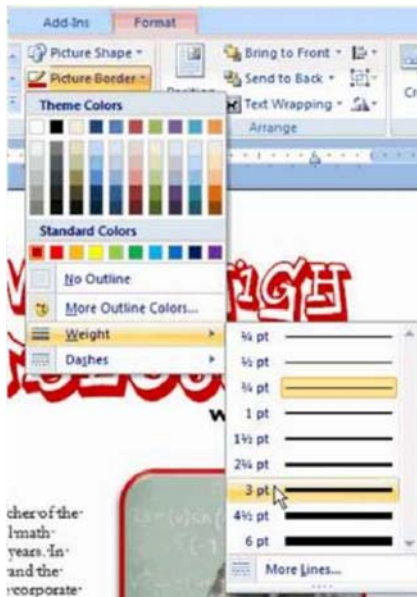 Add-Ins Format
Picture Shape Bring to Front
Picture Border Send to Back
Position Text Wrapping
Arrange
Theme Colors
Standard Colors
No Outline
More Outline Colors...
Weight
Dashes
IGH
w
¼ pt
½ pt
¾ pt
1 pt
1½ pt
2¼ pt
3 pt
4½ pt
6 pt
More Lines...
cher of the
l math
years. In
and the
corporate